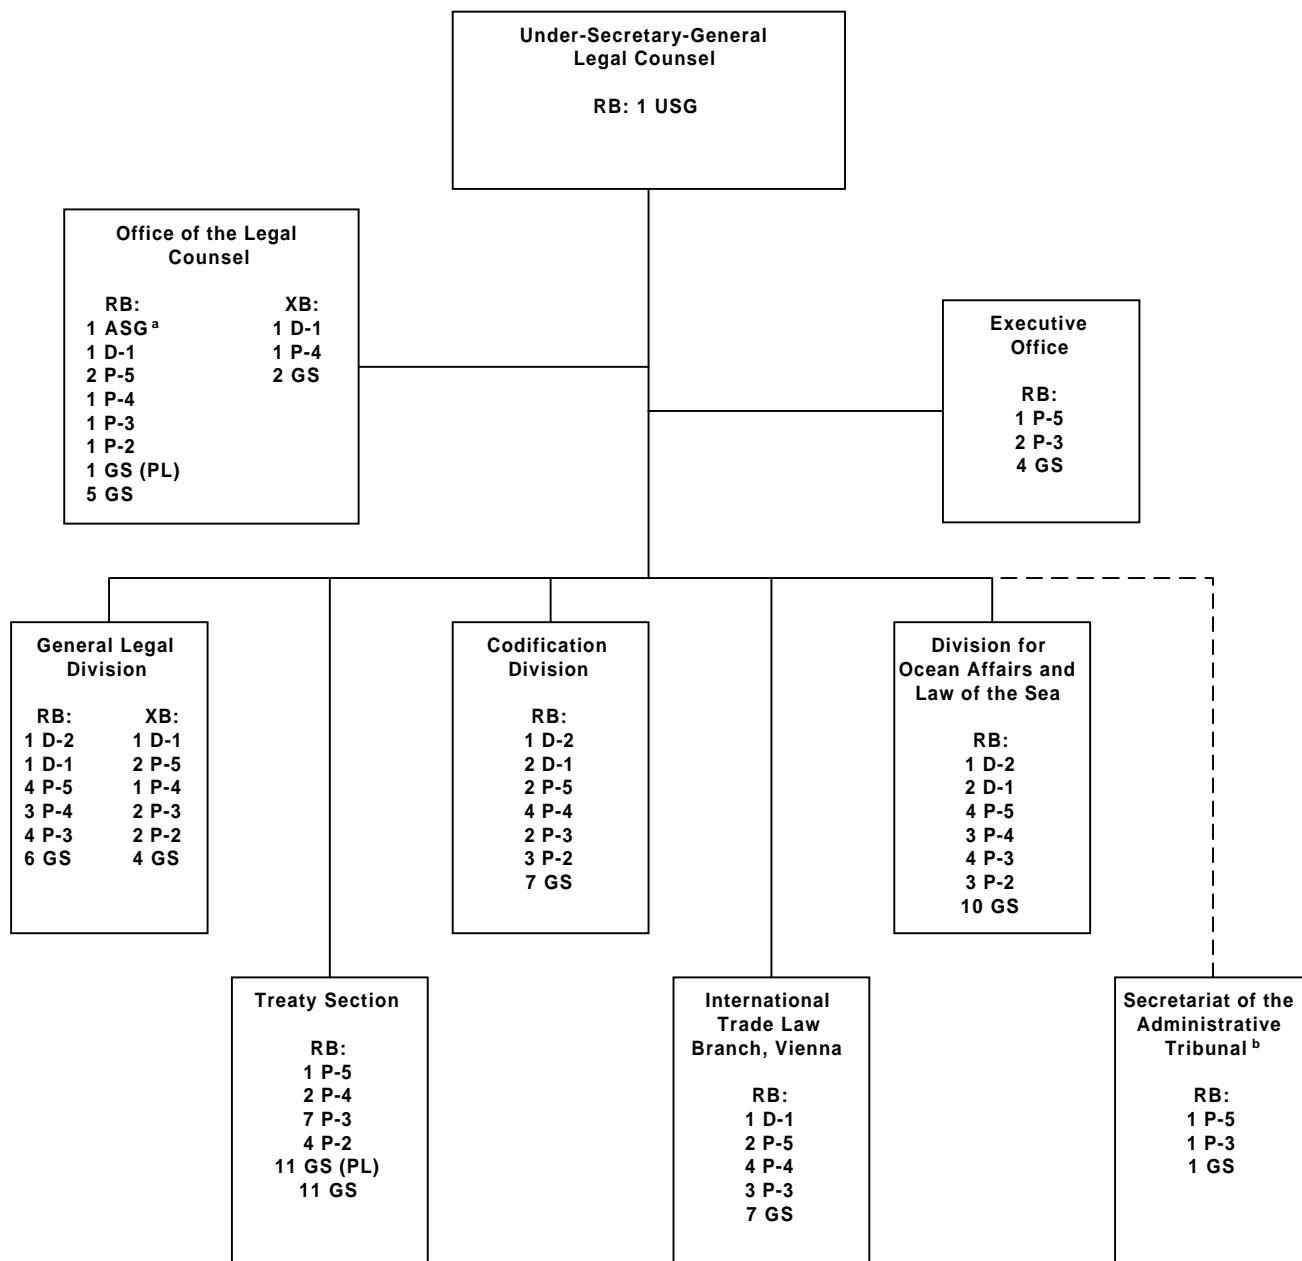 Under-Secretary-General
Legal Counsel
RB: 1 USG
Office of the Legal
Counsel
RB:
1 ASG a
1 D-1
2 P-5
1 P-4
1 P-3
1 P-2
1 GS (PL)
5 GS
XB:
1 D-1
1 P-4
2 GS
Executive
Office
RB:
1 P-5
2 P-3
4 GS
General Legal
Division
RB:
1 D-2
1 D-1
4 P-5
3 P-4
4 P-3
6 GS
XB:
1 D-1
2 P-5
1 P-4
2 P-3
2 P-2
4 GS
Codification
Division
RB:
1 D-2
2 D-1
2 P-5
4 P-4
2 P-3
3 P-2
7 GS
Division for
Ocean Affairs and
Law of the Sea
RB:
1 D-2
2 D-1
4 P-5
3 P-4
4 P-3
3 P-2
10 GS
Treaty Section
RB:
1 P-5
2 P-4
7 P-3
4 P-2
11 GS (PL)
11 GS
International
Trade Law
Branch, Vienna
RB:
1 D-1
2 P-5
4 P-4
3 P-3
7 GS
Secretariat of the
Administrative
Tribunal b
RB:
1 P-5
1 P-3
1 GS